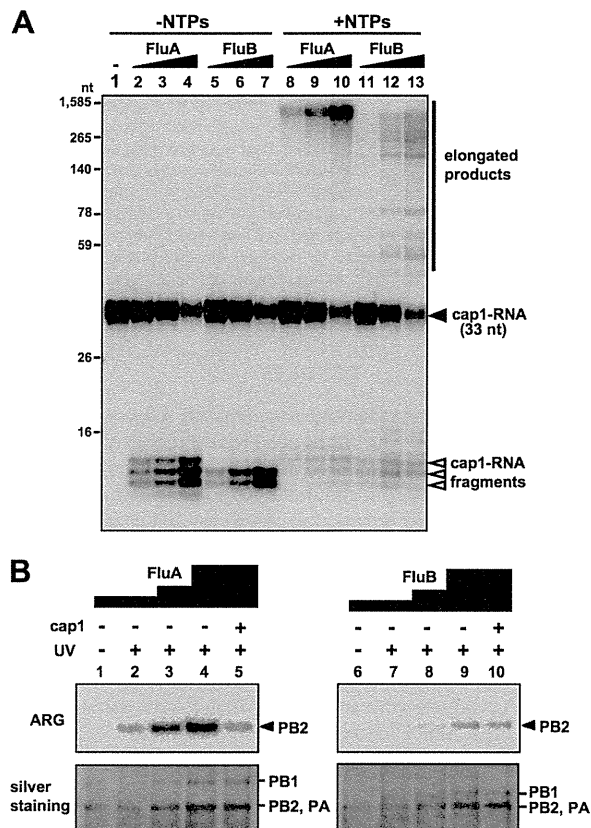 A
-NTPs +NTPs
FluA FluB FluA FluB
-
nt 1 2 3 4 5 6 7 8 9 10 11 12 13
1,585
265
140
78
59
26
16
elongated
products
cap1-RNA
(33 nt)
cap1-RNA
fragments
B
FluA FluB
cap1 - - - - + - - - - +
UV - + + + + - + + + +
1 2 3 4 5 6 7 8 9 10
ARG PB2 PB2
silver
staining
PB1 PB1
PB2, PA PB2, PA